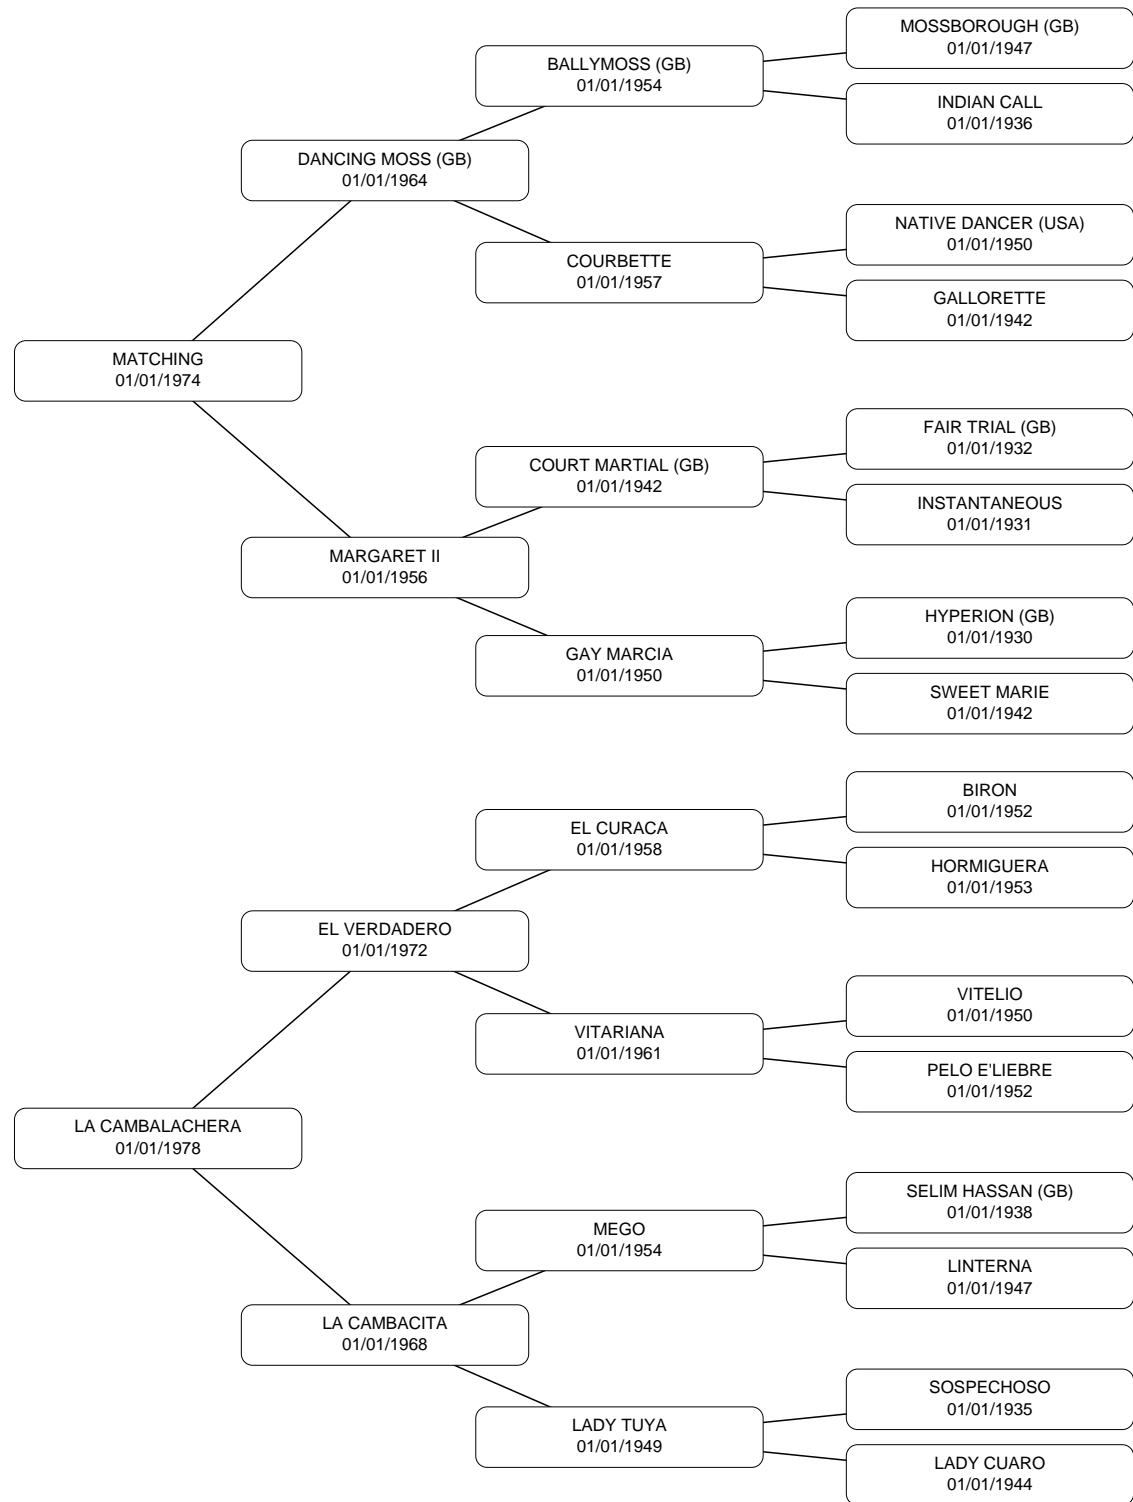 MOSSBOROUGH (GB)
01/01/1947
BALLYMOSS (GB)
01/01/1954
INDIAN CALL
01/01/1936
DANCING MOSS (GB)
01/01/1964
NATIVE DANCER (USA)
01/01/1950
COURBETTE
01/01/1957
GALLORETTE
01/01/1942
MATCHING
01/01/1974
FAIR TRIAL (GB)
01/01/1932
COURT MARTIAL (GB)
01/01/1942
INSTANTANEOUS
01/01/1931
MARGARET II
01/01/1956
HYPERION (GB)
01/01/1930
GAY MARCIA
01/01/1950
SWEET MARIE
01/01/1942
BIRON
01/01/1952
EL CURACA
01/01/1958
HORMIGUERA
01/01/1953
EL VERDADERO
01/01/1972
VITELIO
01/01/1950
VITARIANA
01/01/1961
PELO E'LIEBRE
01/01/1952
LA CAMBALACHERA
01/01/1978
SELIM HASSAN (GB)
01/01/1938
MEGO
01/01/1954
LINTERNA
01/01/1947
LA CAMBACITA
01/01/1968
SOSPECHOSO
01/01/1935
LADY TUYA
01/01/1949
LADY CUARO
01/01/1944